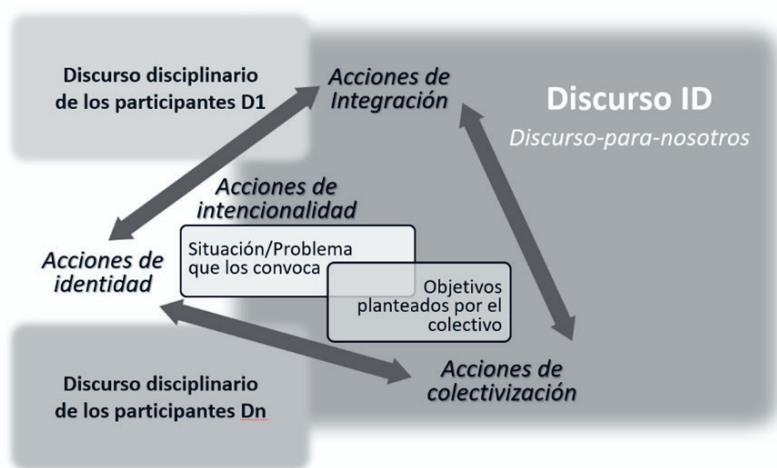 Discurso disciplinario
de los participantes D1
Acciones de
Integración
Discurso ID
Discurso-para-nosotros
Acciones de
intencionalidad
Situación/Problema
que los convoca
Acciones de
identidad
Objetivos
planteados por el
colectivo
Acciones de
colectivización
Discurso disciplinario
de los participantes Dn